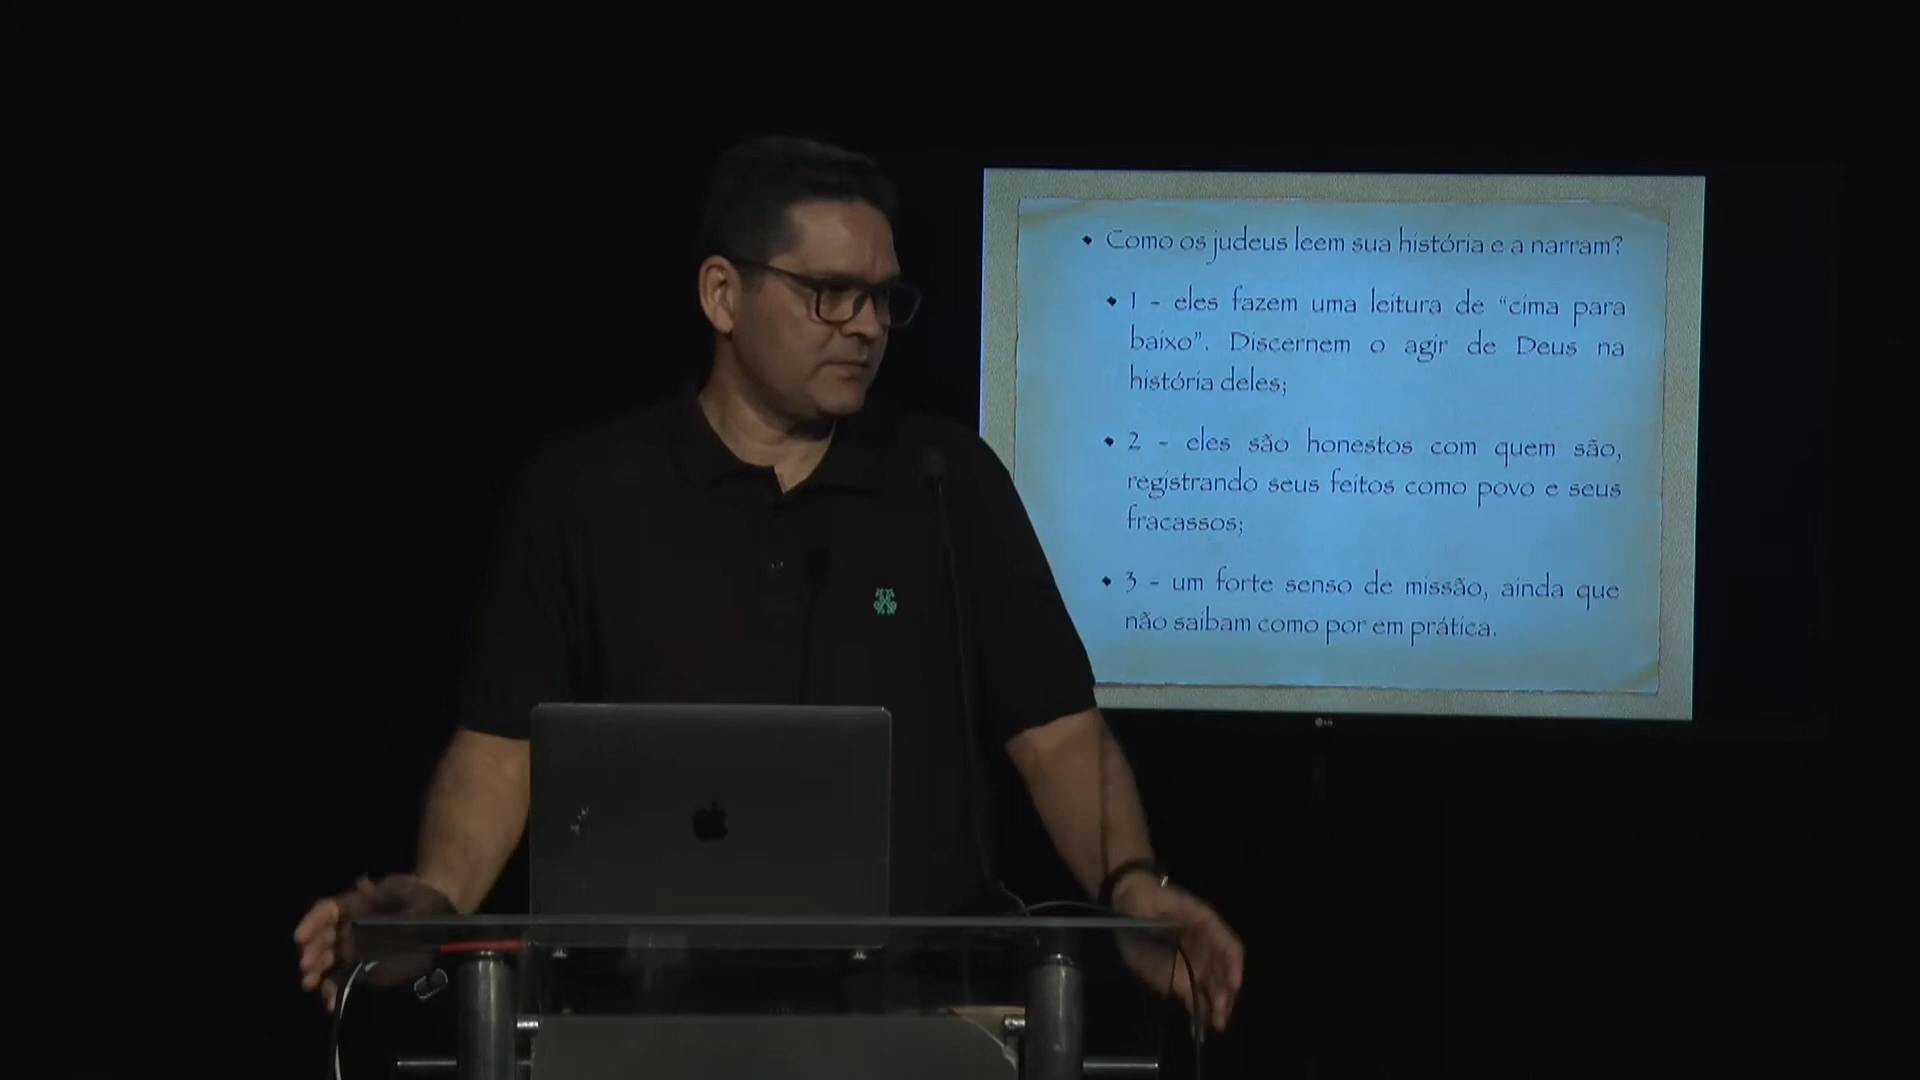 • Como os judeus leem sua história e a narram?
• 1 - eles fazem uma leitura de “cima para
baixo”. Discernem o agir de Deus na
história deles;
• 2 - eles são honestos com quem são,
registrando seus feitos como povo e seus
fracassos;
• 3 - um forte senso de missão, ainda que
não saibam como por em prática.
LG